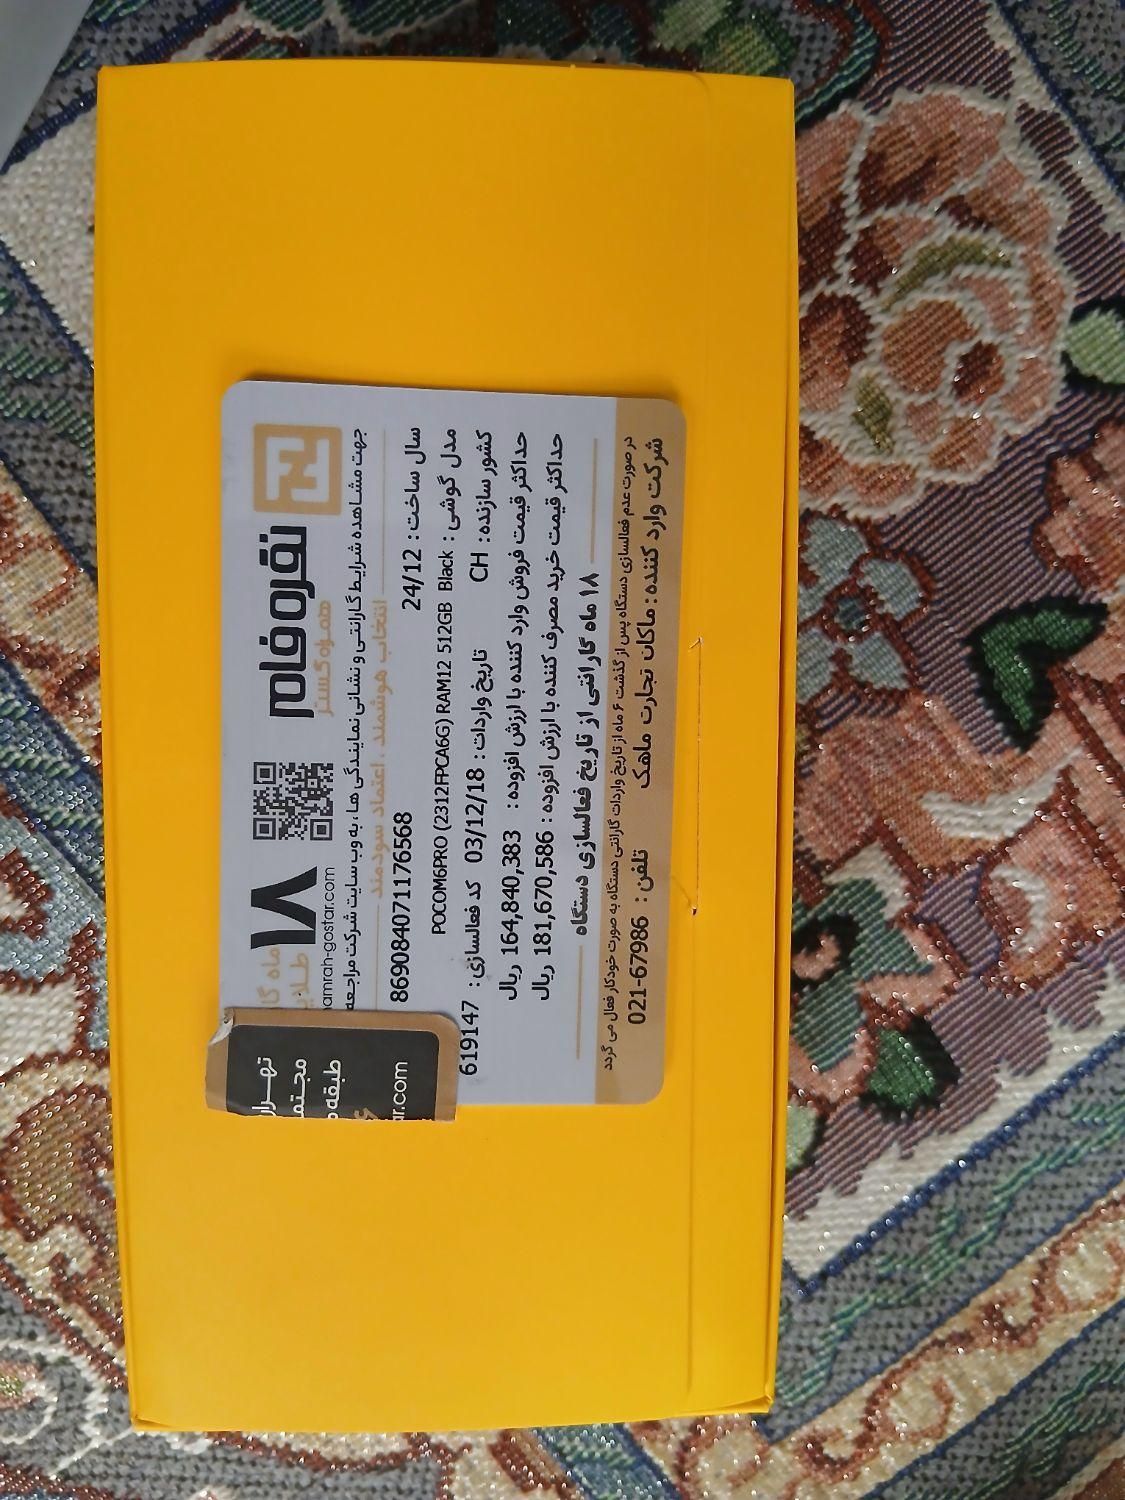 نقره فام
همراه گستر
۱۸
ماه گا
طلایی
hamrah-gostar.com
جهت مشاهده شرایط گارانتی و نشانی نمایندگی ها، به وب سایت شرکت مراجعه
انتخاب هوشمند ، اعتماد سودمند
سال ساخت : 24/12 869084071176568
مدل گوشی : POCOM6PRO (2312FPCA6G) RAM12 512GB Black
کشور سازنده : CH تاریخ واردات : 03/12/18 کد فعالسازی : 619147
حداکثر قیمت فروش وارد کننده با ارزش افزوده : 164,840,383 ریال
حداکثر قیمت خرید مصرف کننده با ارزش افزوده : 181,670,586 ریال
۱۸ ماه گارانتی از تاریخ فعالسازی دستگاه
در صورت عدم فعالسازی دستگاه پس از گذشت ۶ ماه از تاریخ واردات گارانتی دستگاه به صورت خودکار فعال می گردد
شرکت وارد کننده : ماکان تجارت ماهک تلفن : 021-67986
تهران
مجتم
طبقه
ar.com